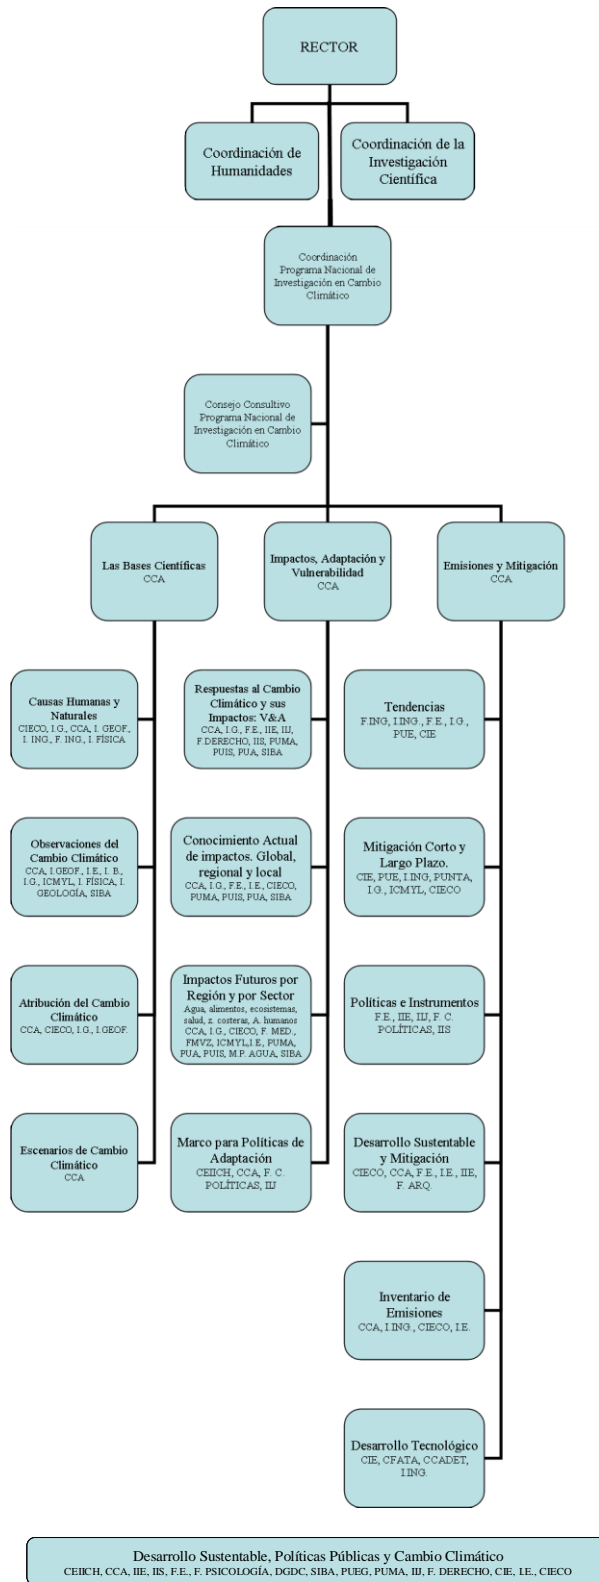 RECTOR
Coordinación de
Humanidades
Coordinación de la
Investigación
Científica
Coordinación
Programa Nacional de
Investigación en Cambio
Climático
Consejo Consultivo
Programa Nacional de
Investigación en Cambio
Climático
Las Bases Científicas
CCA
Impactos, Adaptación y
Vulnerabilidad
CCA
Emisiones y Mitigación
CCA
Causas Humanas y
Naturales
CIECO, I.G., CCA, I. GEOF.,
I. ING., F. ING., I. FÍSICA
Respuestas al Cambio
Climático y sus
Impactos: V&A
CCA, I.G., F.E., IIE, IIJ,
F.DERECHO, IIS, PUMA,
PUIS, PUA, SIBA
Tendencias
F.ING, I.ING., F.E., I.G.,
PUE, CIE
Observaciones del
Cambio Climático
CCA, I.GEOF., I.E., I. B.,
I.G., ICMYL, I. FÍSICA, I.
GEOLOGÍA, SIBA
Conocimiento Actual
de impactos. Global,
regional y local
CCA, I.G., F.E., I.E., CIECO,
PUMA, PUIS, PUA, SIBA
Mitigación Corto y
Largo Plazo.
CIE, PUE, I.ING, PUNTA,
I.G., ICMYL, CIECO
Atribución del Cambio
Climático
CCA, CIECO, I.G., I.GEOF.
Impactos Futuros por
Región y por Sector
Agua, alimentos, ecosistemas,
salud, z. costeras, A. humanos
CCA, I.G., CIECO, F. MED.,
FMVZ, ICMYL,I.E., PUMA,
PUA, PUIS, M.P. AGUA, SIBA
Políticas e Instrumentos
F.E., IIE, IIJ, F. C.
POLÍTICAS, IIS
Escenarios de Cambio
Climático
CCA
Marco para Políticas de
Adaptación
CEIICH, CCA, F. C.
POLÍTICAS, IIJ
Desarrollo Sustentable
y Mitigación
CIECO, CCA, F.E., I.E., IIE,
F. ARQ.
Inventario de
Emisiones
CCA, I.ING., CIECO, I.E.
Desarrollo Tecnológico
CIE, CFATA, CCADET,
I.ING.
Desarrollo Sustentable, Políticas Públicas y Cambio Climático
CEIICH, CCA, IIE, IIS, F.E., F. PSICOLOGÍA, DGDC, SIBA, PUEG, PUMA, IIJ, F. DERECHO, CIE, I.E., CIECO